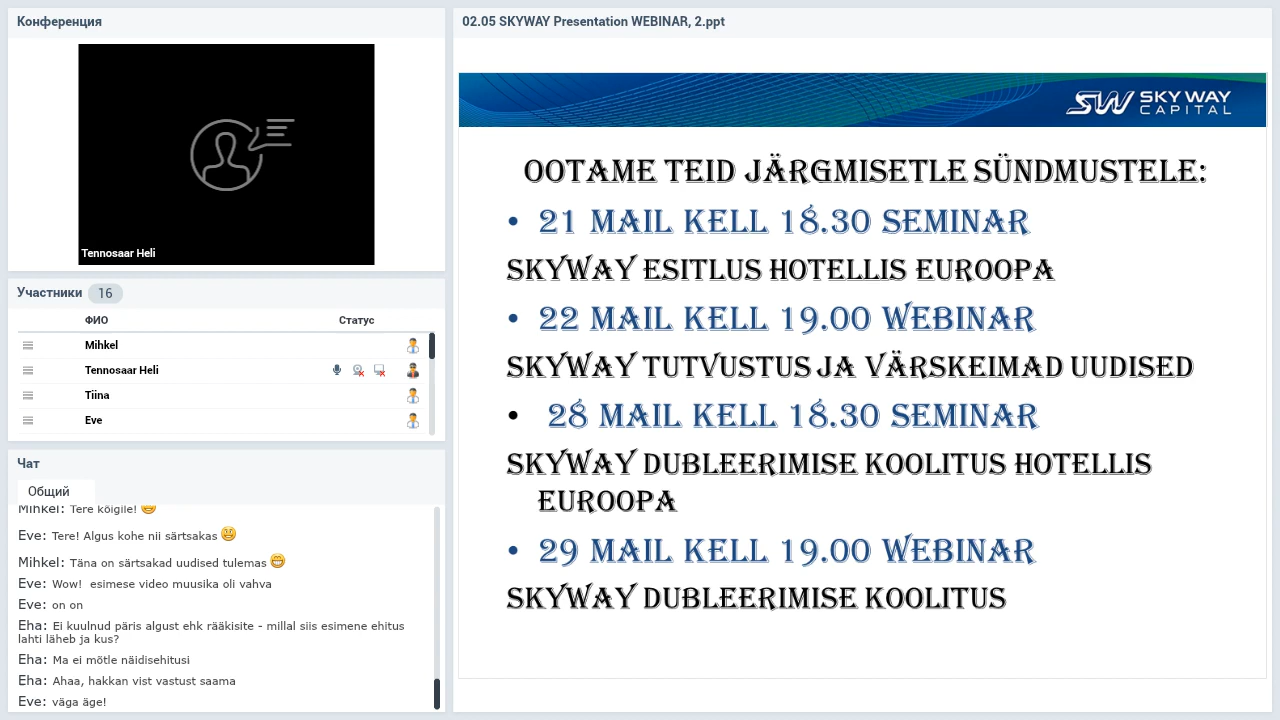 Конференция
Tennosaar Heli
Участники 16
ФИО Статус
Mihkel
Tennosaar Heli
Tiina
Eve
Чат
Общий
Mihkel: Tere kõigile!
Eve: Tere! Algus kohe nii särtsakas
Mihkel: Täna on särtsakad uudised tulemas
Eve: Wow! esimese video muusika oli vahva
Eve: on on
Eha: Ei kuulnud päris algust ehk rääkisite - millal siis esimene ehitus
lahti läheb ja kus?
Eha: Ma ei mõtle näidisehitusi
Eha: Ahaa, hakkan vist vastust saama
Eve: väga äge!
02.05 SKYWAY Presentation WEBINAR, 2.ppt
SW SKY WAY
CAPITAL
OOTAME TEID JÄRGMISETLE SÜNDMUSTELE:
• 21 MAIL KELL 18.30 SEMINAR
SKYWAY ESITLUS HOTELLIS EUROOPA
• 22 MAIL KELL 19.00 WEBINAR
SKYWAY TUTVUSTUS JA VÄRSKEIMAD UUDISED
• 28 MAIL KELL 18.30 SEMINAR
SKYWAY DUBLEERIMISE KOOLITUS HOTELLIS
EUROOPA
• 29 MAIL KELL 19.00 WEBINAR
SKYWAY DUBLEERIMISE KOOLITUS